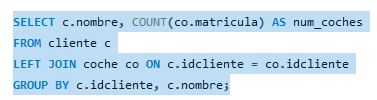 SELECT c.nombre, COUNT(co.matricula) AS num_coches
FROM cliente c
LEFT JOIN coche co ON c.idcliente = co.idcliente
GROUP BY c.idcliente, c.nombre;